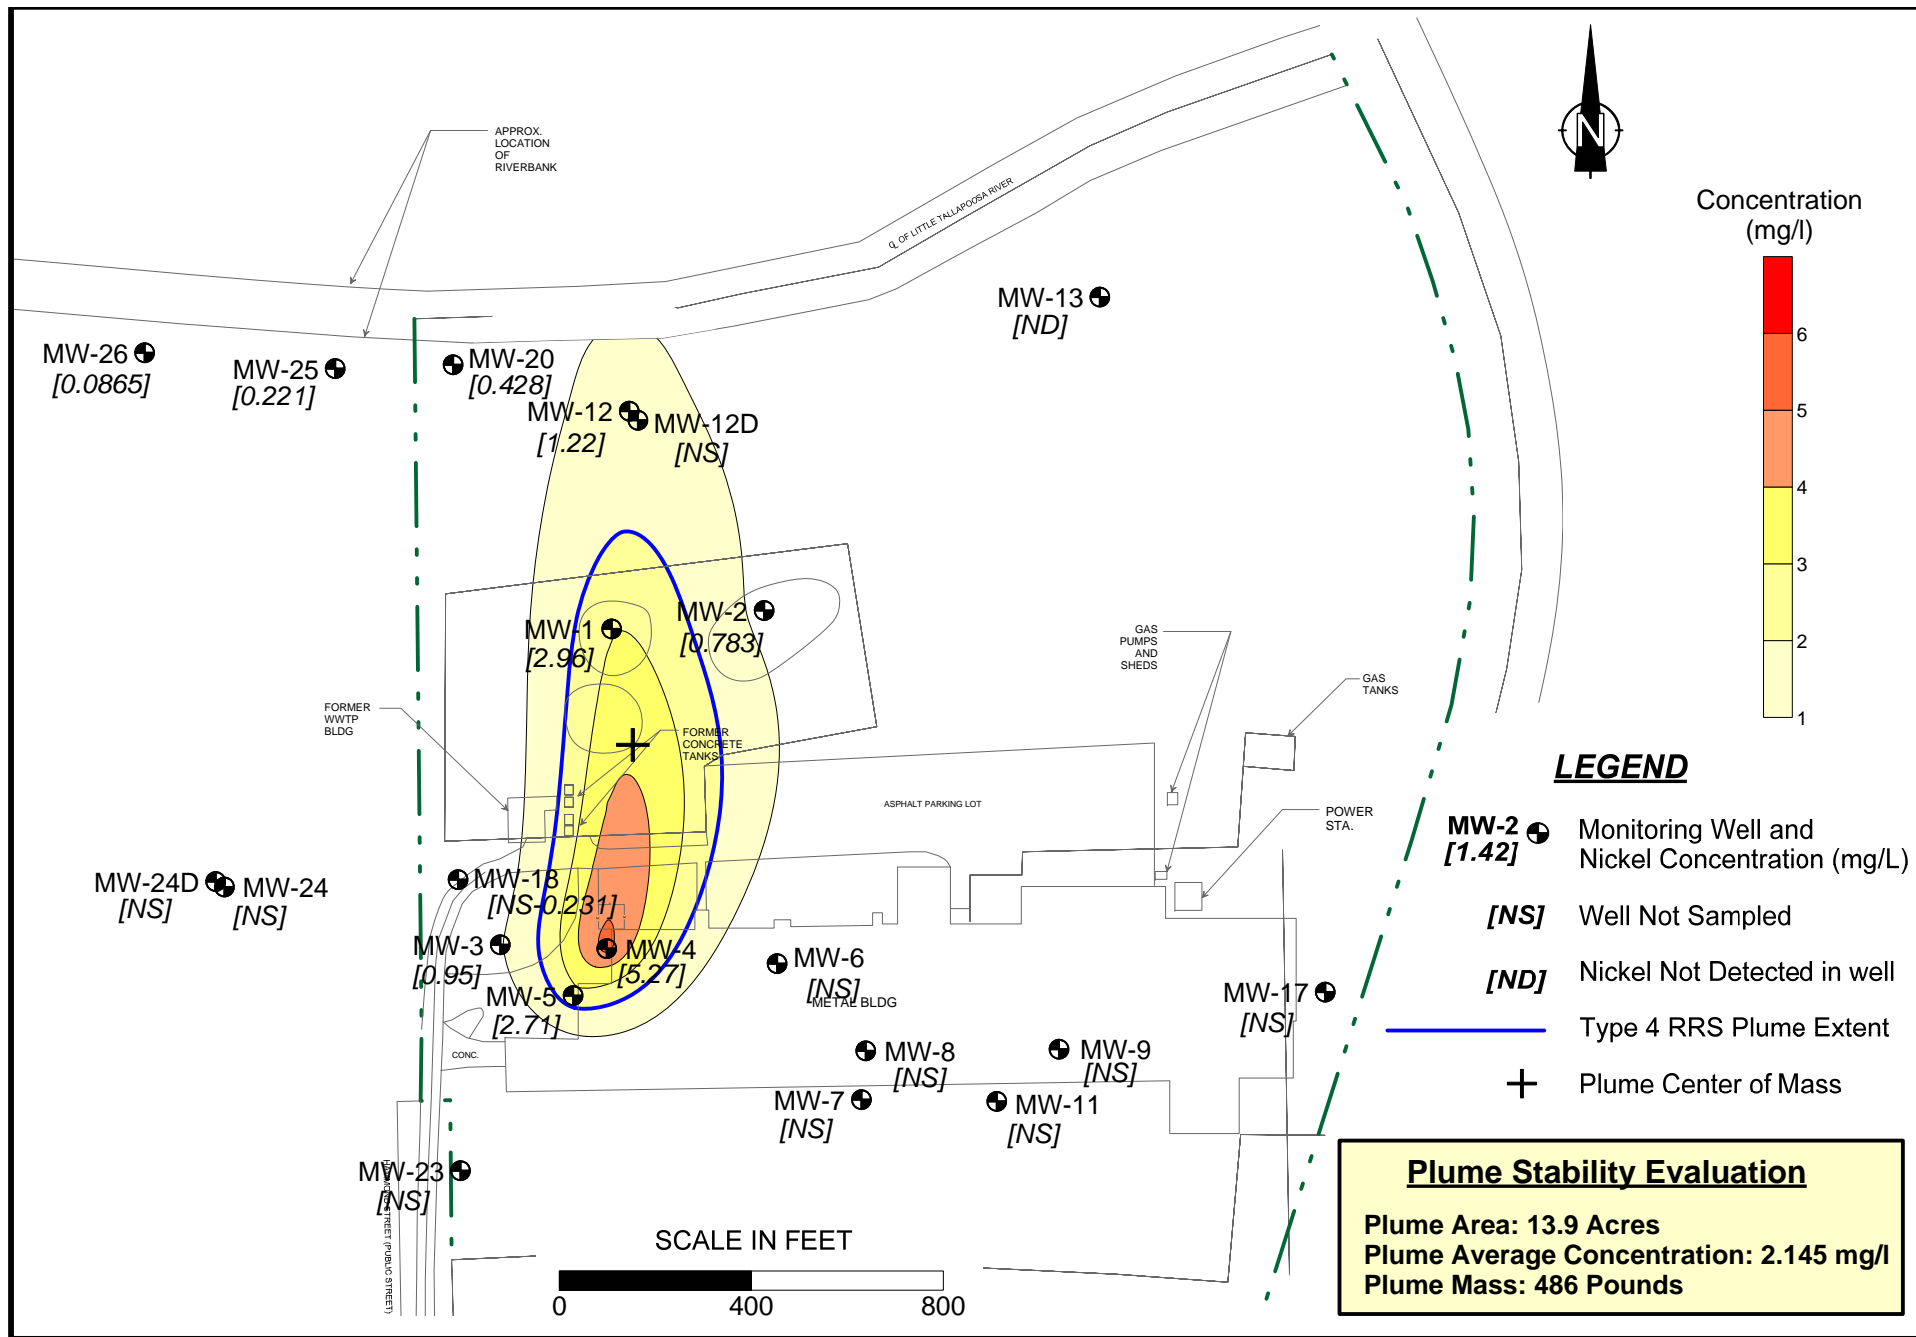 APPROX.
LOCATION
OF
RIVERBANK
℄ OF LITTLE TALLAPOOSA RIVER
N
Concentration
(mg/l)
6
5
4
3
2
1
MW-13
[ND]
MW-26
[0.0865]
MW-25
[0.221]
MW-20
[0.428]
MW-12
[1.22]
MW-12D
[NS]
MW-1
[2.96]
MW-2
[0.783]
GAS
PUMPS
AND
SHEDS
GAS
TANKS
FORMER
WWTP
BLDG
FORMER
CONCRETE
TANKS
ASPHALT PARKING LOT
POWER
STA.
MW-24D
[NS]
MW-24
[NS]
MW-18
[NS-0.231]
MW-3
[0.95]
MW-4
[5.27]
MW-5
[2.71]
MW-6
[NS]
METAL BLDG
MW-17
[NS]
CONC.
MW-8
[NS]
MW-9
[NS]
MW-7
[NS]
MW-11
[NS]
MW-23
[NS]
HAMMOND STREET (PUBLIC STREET)
SCALE IN FEET
0
400
800
LEGEND
MW-2
[1.42]
Monitoring Well and
Nickel Concentration (mg/L)
[NS]
Well Not Sampled
[ND]
Nickel Not Detected in well
Type 4 RRS Plume Extent
Plume Center of Mass
Plume Stability Evaluation
Plume Area: 13.9 Acres
Plume Average Concentration: 2.145 mg/l
Plume Mass: 486 Pounds